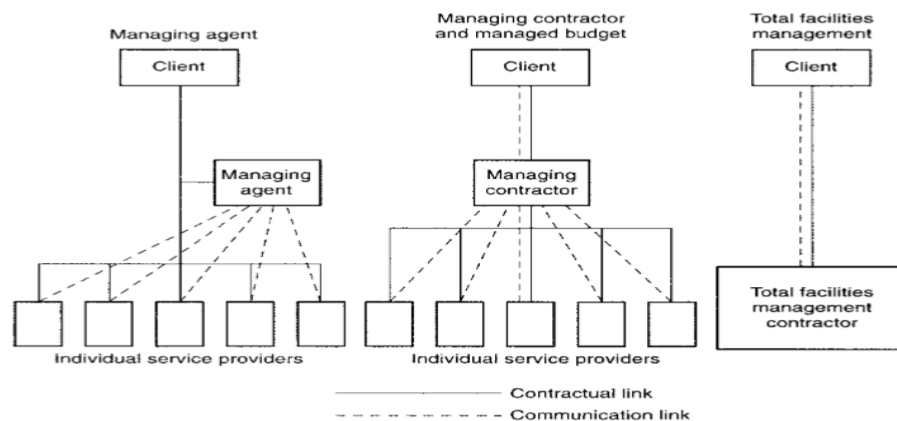 Managing agent
Client
Managing
agent
Individual service providers
Managing contractor
and managed budget
Client
Managing
contractor
Individual service providers
Total facilities
management
Client
Total facilities
management
contractor
Contractual link
Communication link